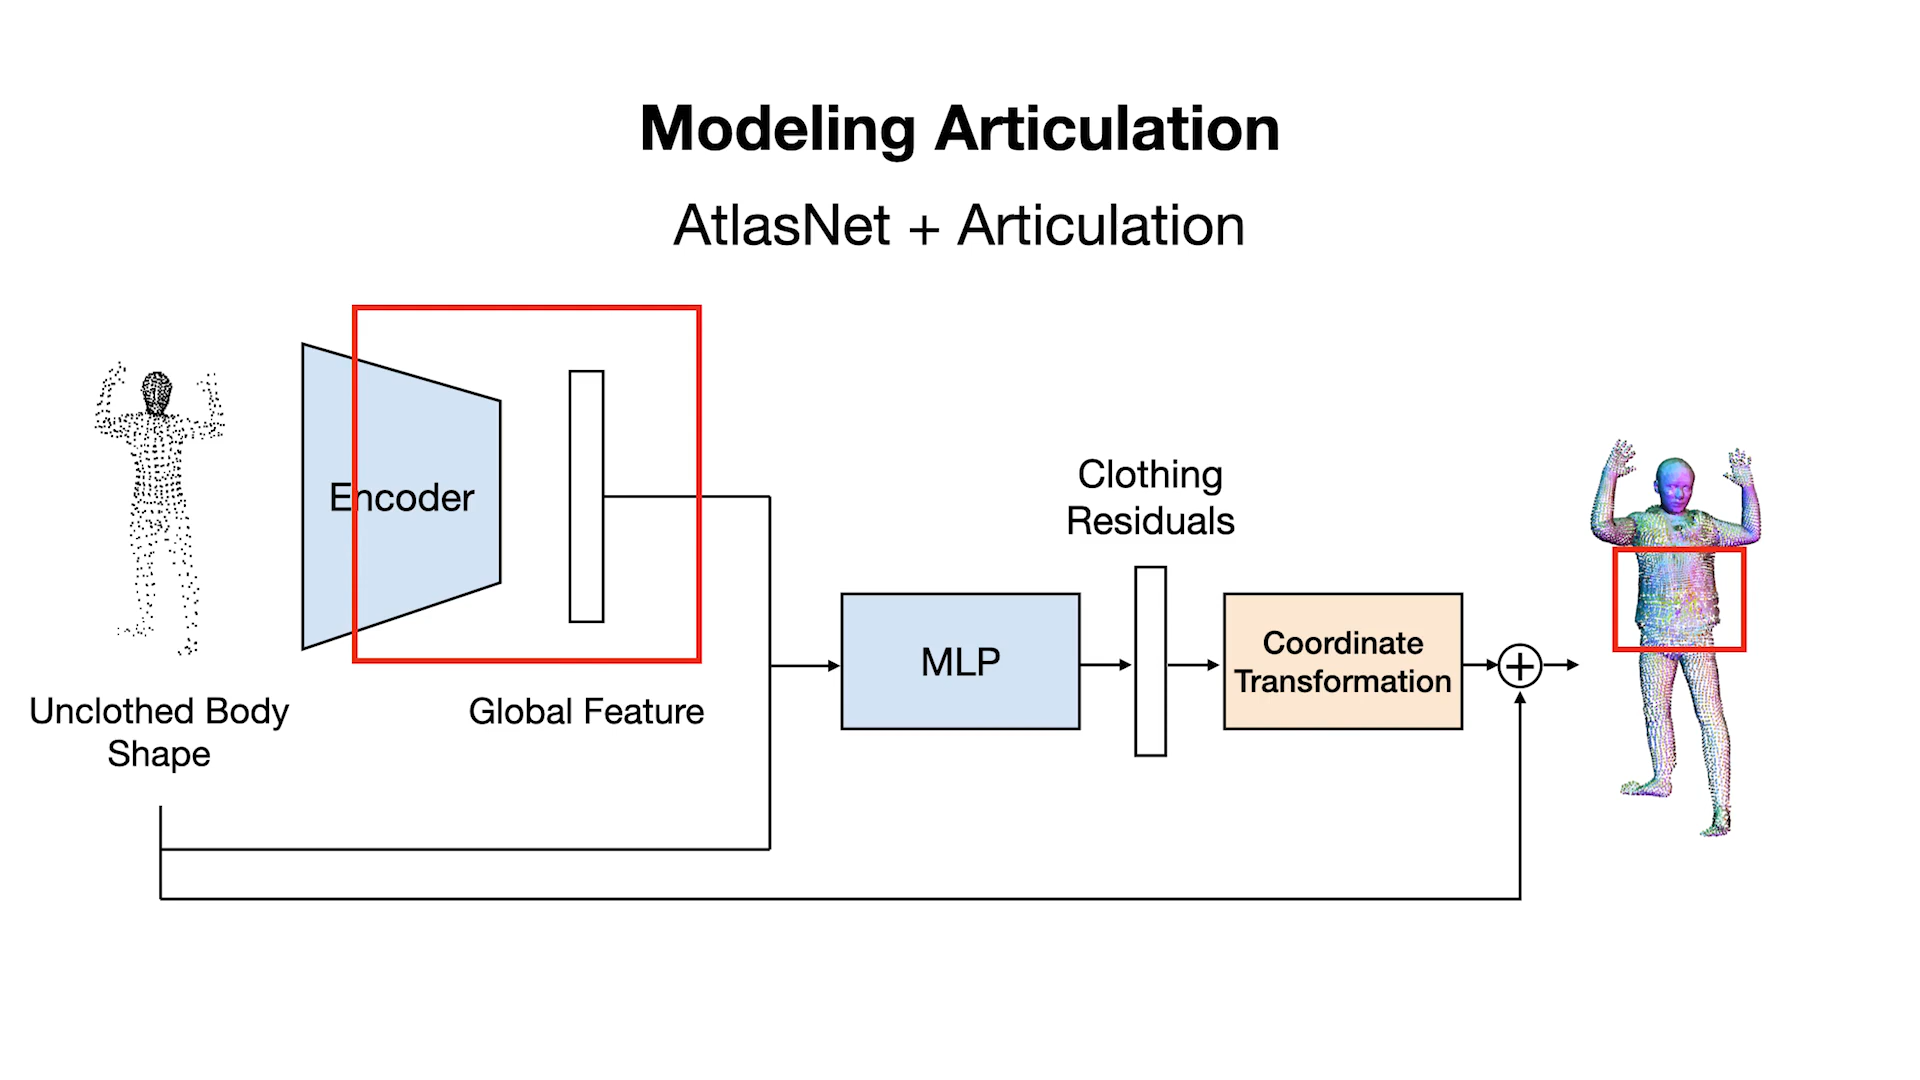 Modeling Articulation
AtlasNet + Articulation
Encoder
Unclothed Body
Shape
Global Feature
MLP
Clothing
Residuals
Coordinate
Transformation